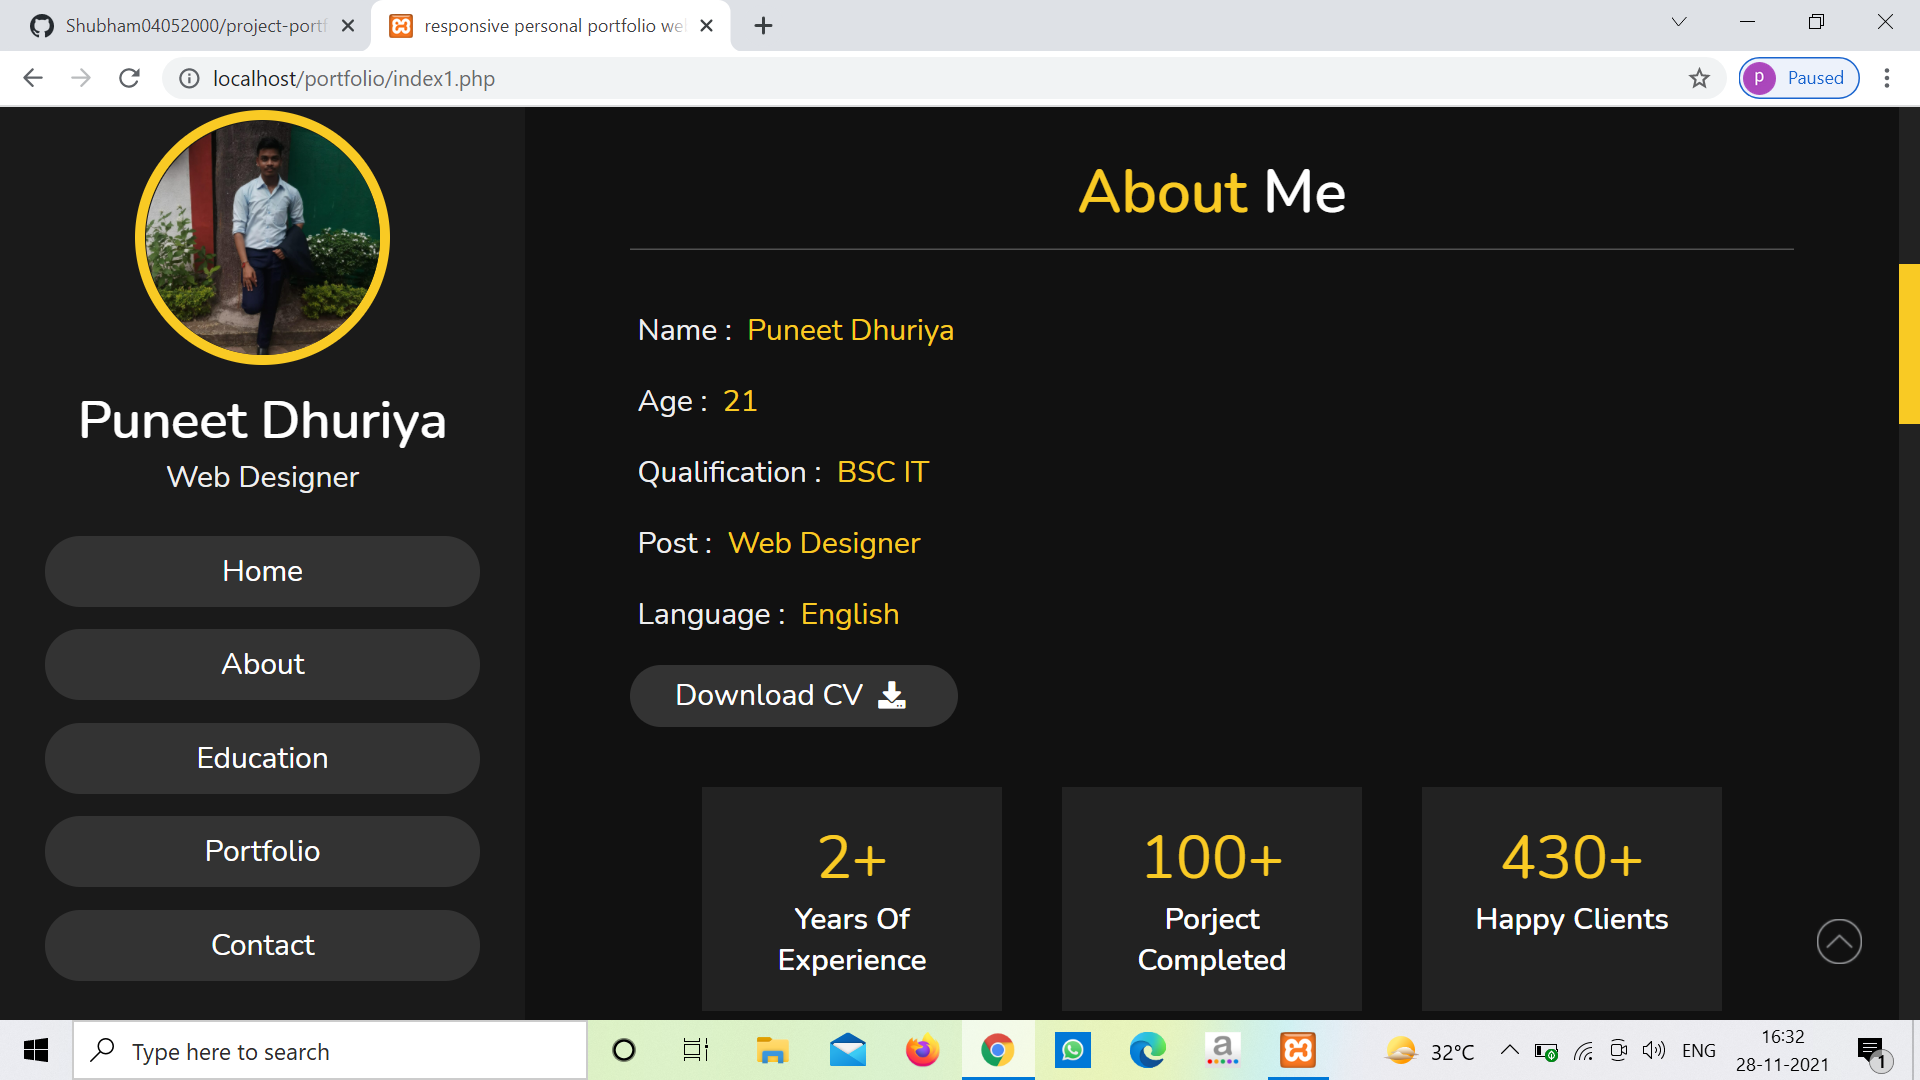 Shubham04052000/project-portf
responsive personal portfolio we
localhost/portfolio/index1.php
p
Paused
Puneet Dhuriya
Web Designer
Home
About
Education
Portfolio
Contact
About Me
Name : Puneet Dhuriya
Age : 21
Qualification : BSC IT
Post : Web Designer
Language : English
Download CV
2+
Years Of
Experience
100+
Porject
Completed
430+
Happy Clients
Type here to search
a
32°C
ENG
16:32
28-11-2021
1